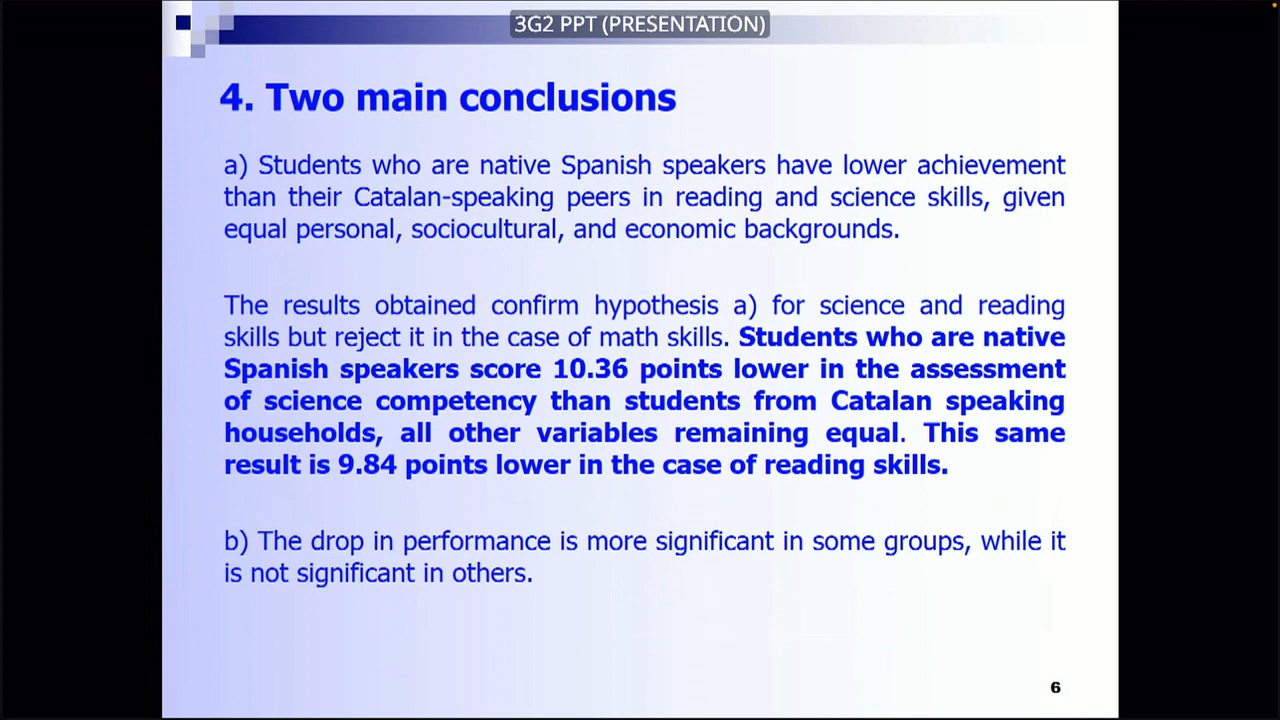 3G2 PPT (PRESENTATION)
4. Two main conclusions
a) Students who are native Spanish speakers have lower achievement
than their Catalan-speaking peers in reading and science skills, given
equal personal, sociocultural, and economic backgrounds.
The results obtained confirm hypothesis a) for science and reading
skills but reject it in the case of math skills. Students who are native
Spanish speakers score 10.36 points lower in the assessment
of science competency than students from Catalan speaking
households, all other variables remaining equal. This same
result is 9.84 points lower in the case of reading skills.
b) The drop in performance is more significant in some groups, while it
is not significant in others.
6